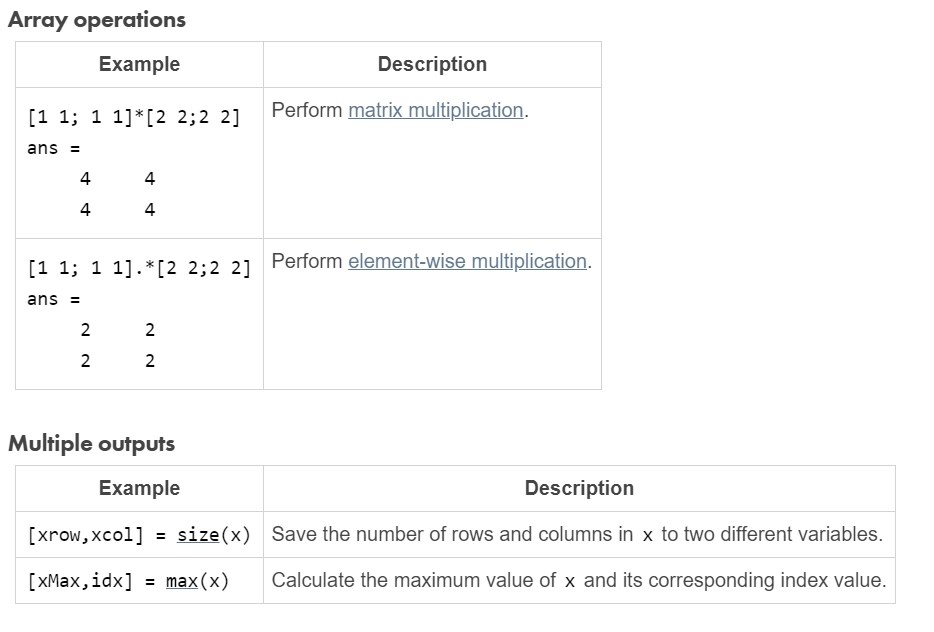 Array operations
Example Description
[1 1; 1 1]*[2 2;2 2] Perform matrix multiplication.
ans =
4 4
4 4
[1 1; 1 1].*[2 2;2 2] Perform element-wise multiplication.
ans =
2 2
2 2
Multiple outputs
Example Description
[xrow,xcol] = size(x) Save the number of rows and columns in x to two different variables.
[xMax,idx] = max(x) Calculate the maximum value of x and its corresponding index value.